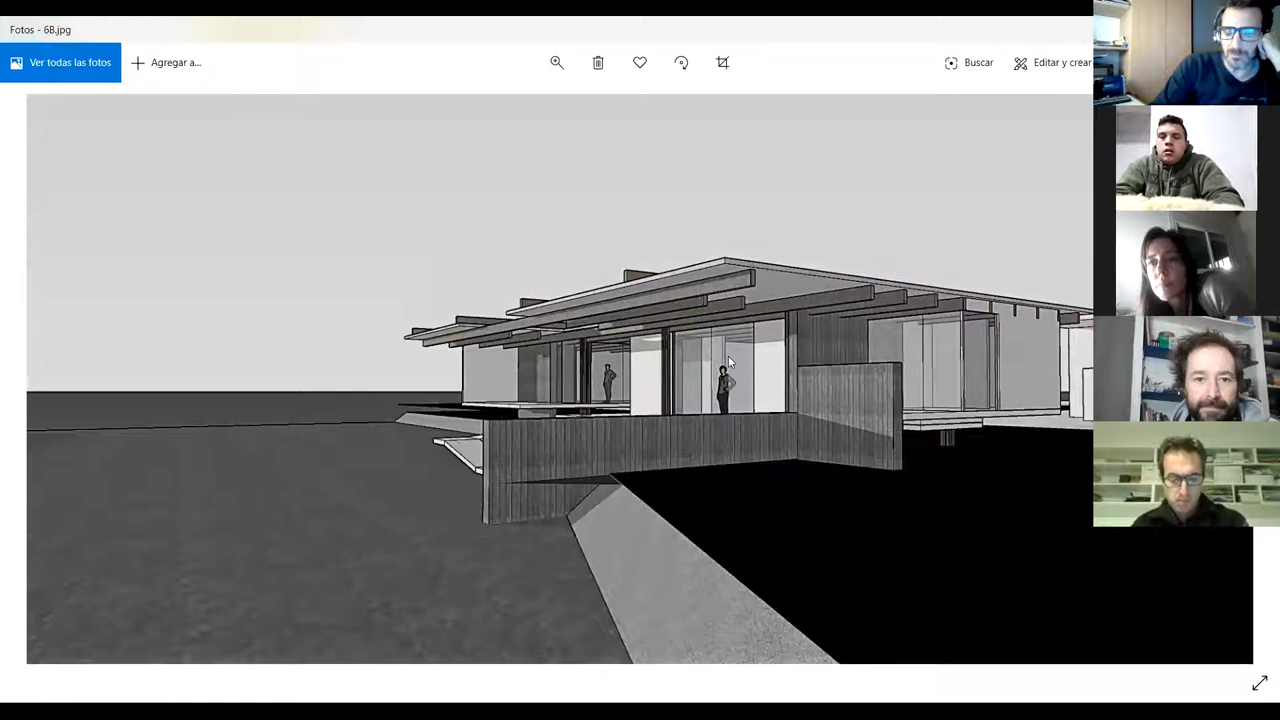 Fotos - 6B.jpg
Ver todas las fotos
Agregar a...
Buscar
Editar y crear